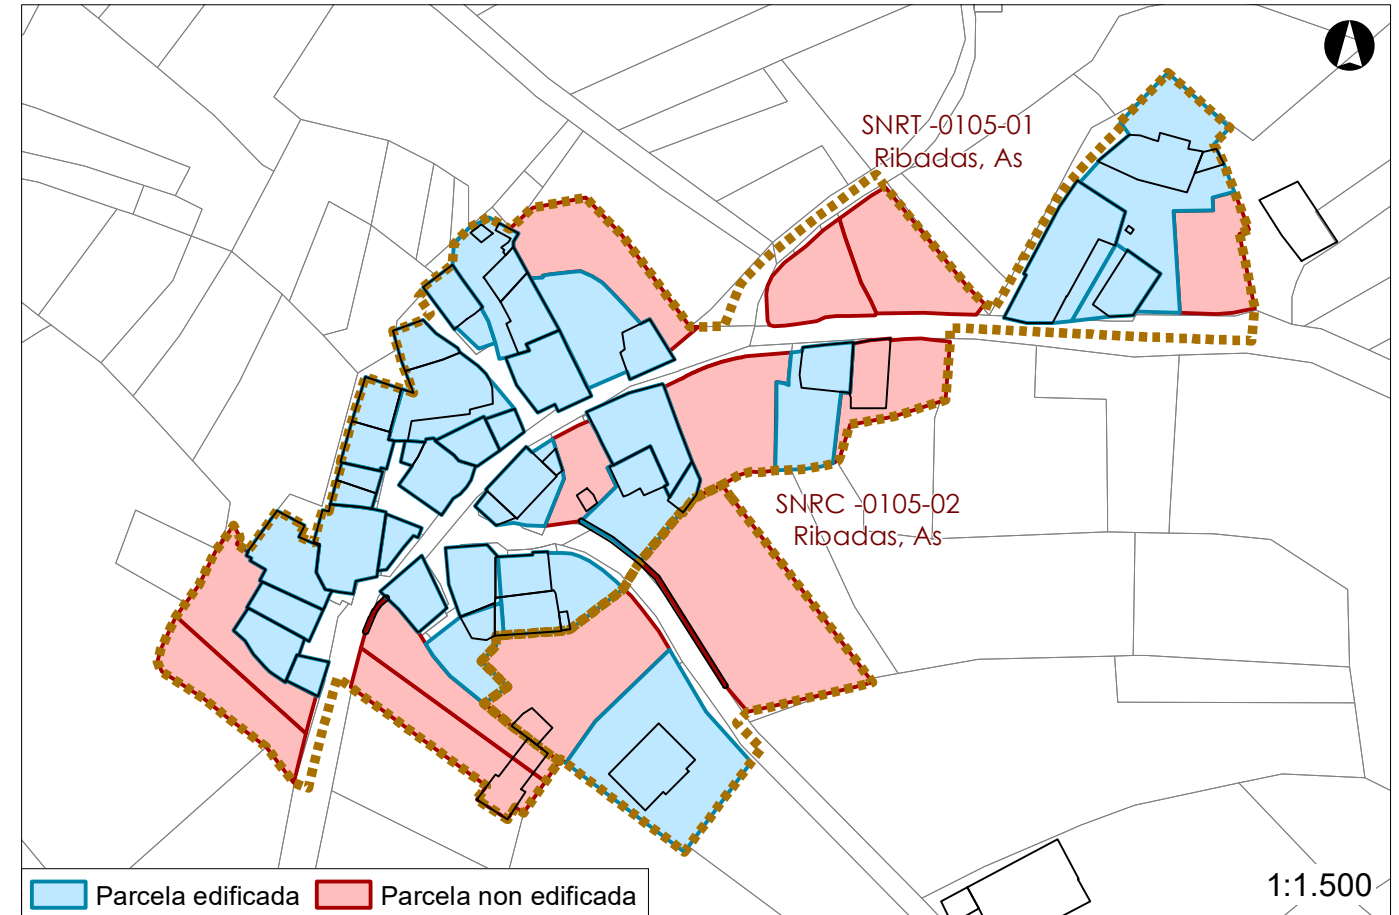 SNRT -0105-01
Ribadas, As
SNRC -0105-02
Ribadas, As
Parcela edificada
Parcela non edificada
1:1.500